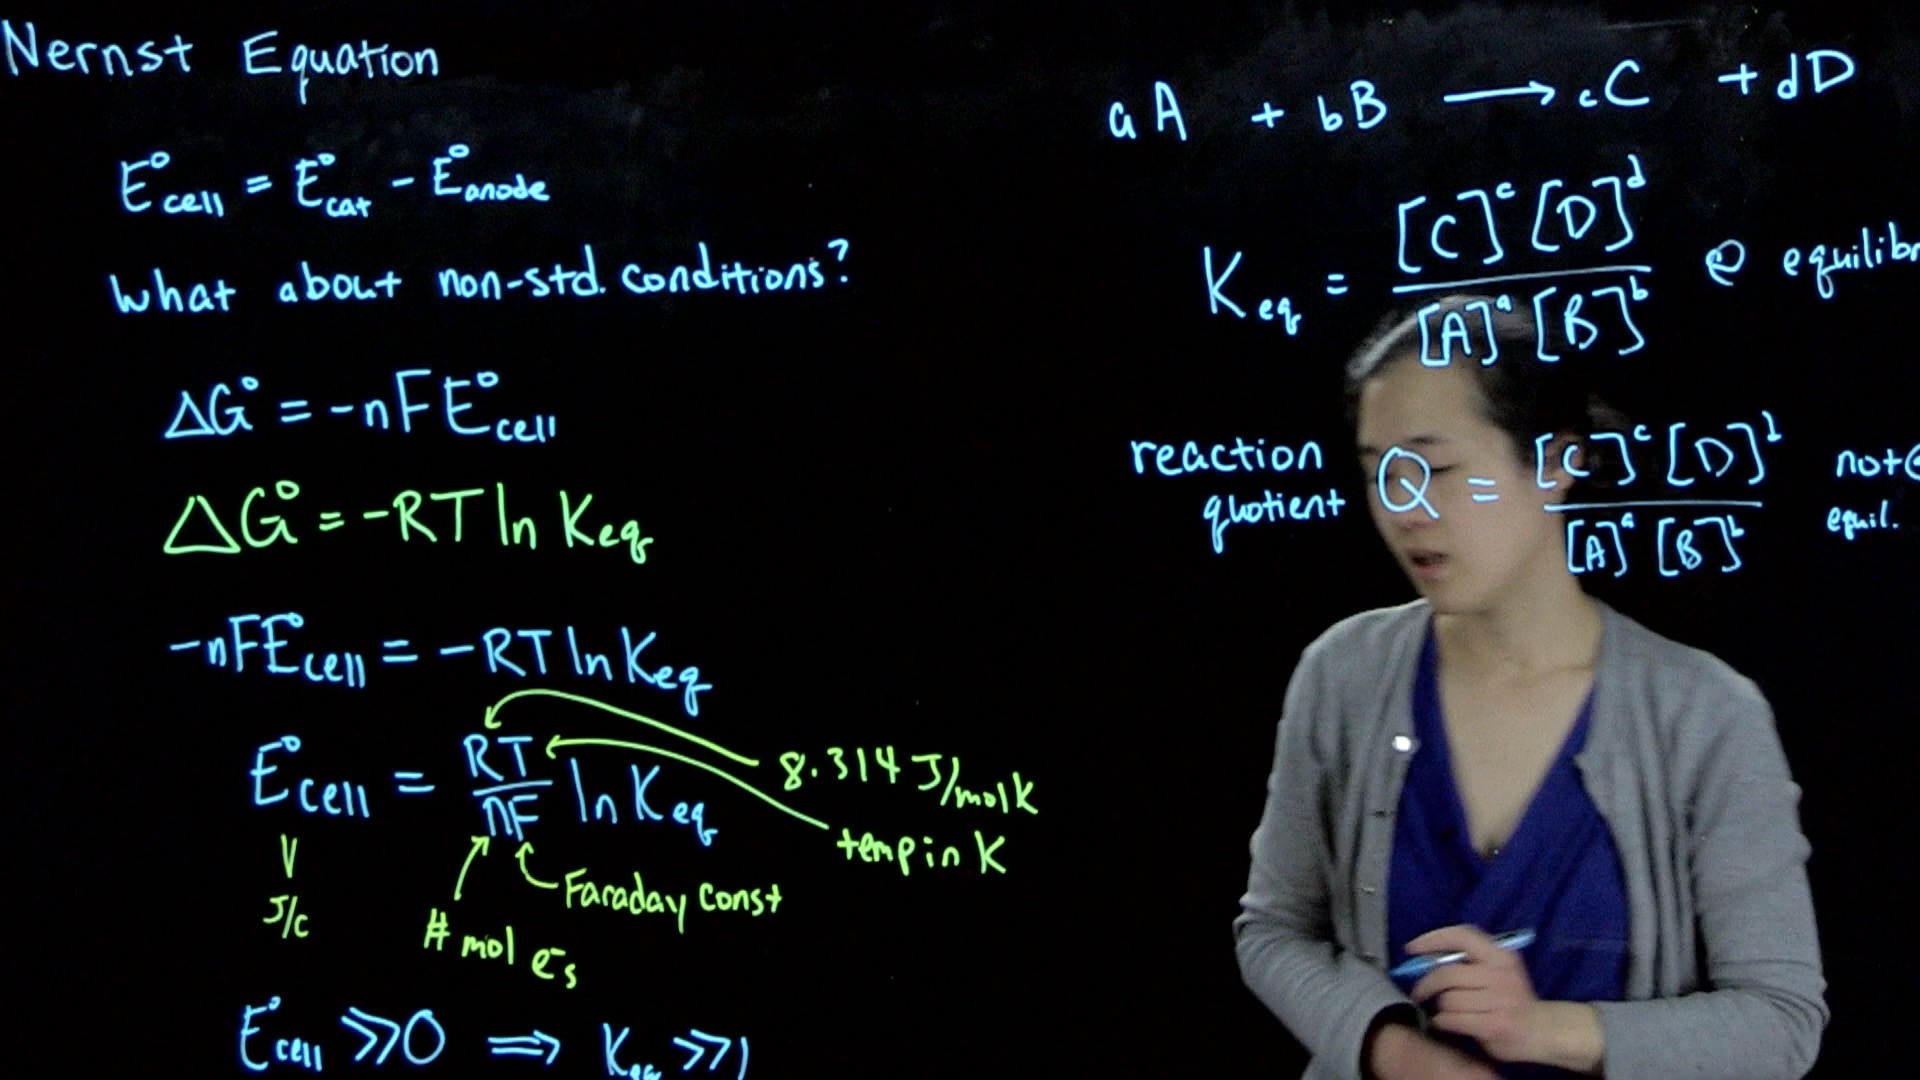 Nernst Equation
E°cell = E°cat - E°anode
What about non-std. conditions?
ΔG° = -nFE°cell
ΔG° = -RT ln Keq
-nFE°cell = -RT ln Keq
E°cell = RT/nF ln Keq
8.314 J/molK
temp in K
V
J/C
# mol e⁻s
Faraday const
E°cell >>0 ⇒ Keq >>1
aA + bB → cC + dD
Keq = [C]^c [D]^d / [A]^a [B]^b @ equilibr
reaction quotient Q = [C]^c [D]^d / [A]^a [B]^b not@ equil.